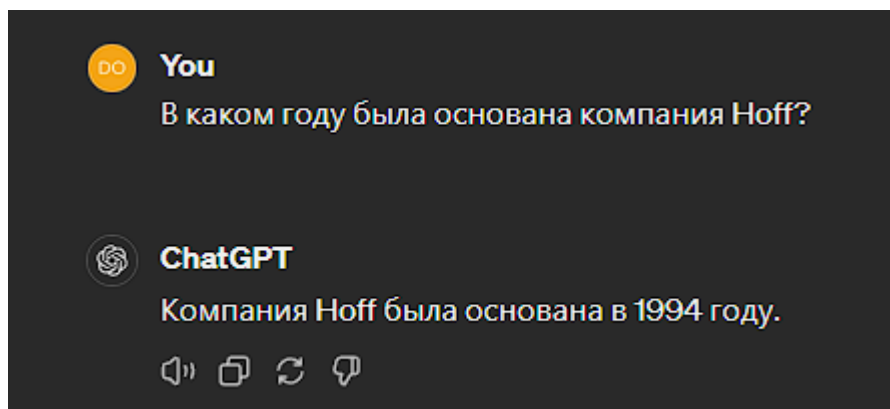 DO
You
В каком году была основана компания Hoff?
ChatGPT
Компания Hoff была основана в 1994 году.